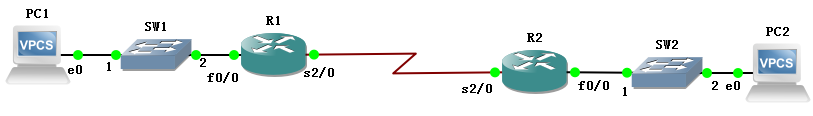 PC1
VPCS
e0
1
SW1
2
R1
f0/0
s2/0
R2
s2/0
f0/0
SW2
1
2
e0
PC2
VPCS